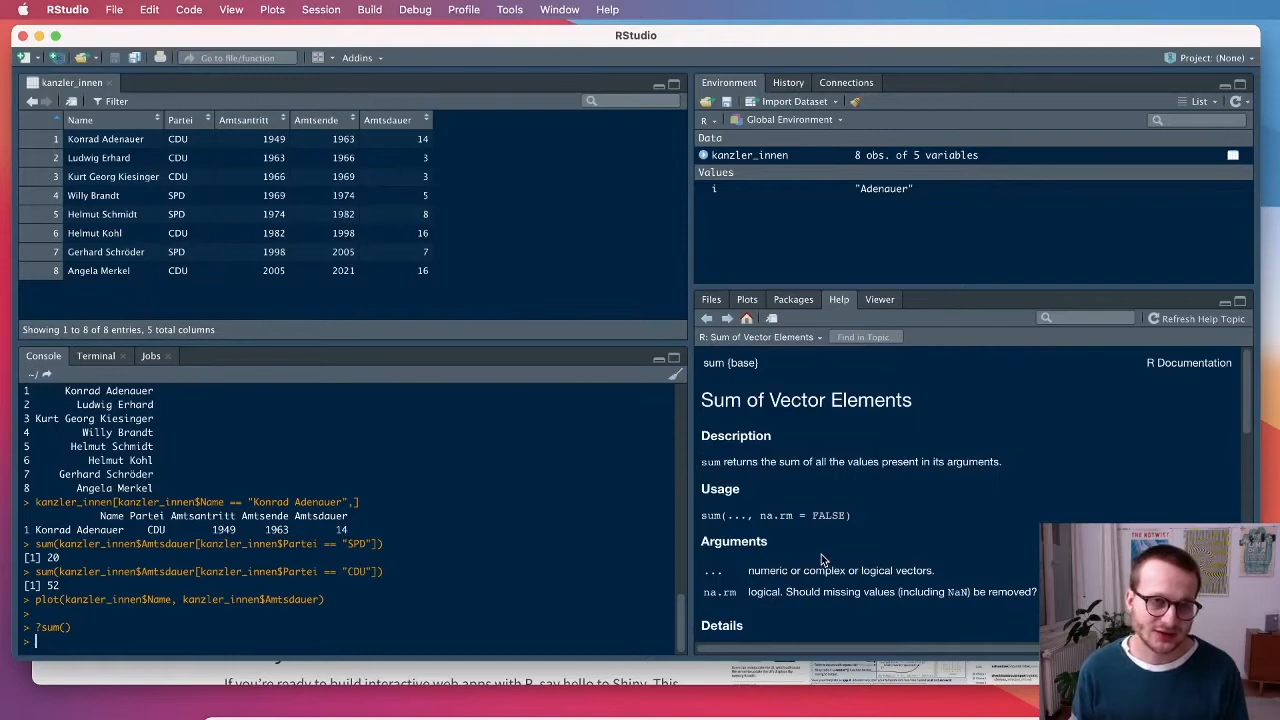 RStudio File Edit Code View Plots Session Build Debug Profile Tools Window Help
RStudio
Go to file/function Addins Project: (None)
kanzler_innen
Filter
Name Partei Amtsantritt Amtsende Amtsdauer
1 Konrad Adenauer CDU 1949 1963 14
2 Ludwig Erhard CDU 1963 1966 3
3 Kurt Georg Kiesinger CDU 1966 1969 3
4 Willy Brandt SPD 1969 1974 5
5 Helmut Schmidt SPD 1974 1982 8
6 Helmut Kohl CDU 1982 1998 16
7 Gerhard Schröder SPD 1998 2005 7
8 Angela Merkel CDU 2005 2021 16
Showing 1 to 8 of 8 entries, 5 total columns
Console Terminal Jobs
~/
1 Konrad Adenauer
2 Ludwig Erhard
3 Kurt Georg Kiesinger
4 Willy Brandt
5 Helmut Schmidt
6 Helmut Kohl
7 Gerhard Schröder
8 Angela Merkel
> kanzler_innen[kanzler_innen$Name == "Konrad Adenauer",]
Name Partei Amtsantritt Amtsende Amtsdauer
1 Konrad Adenauer CDU 1949 1963 14
> sum(kanzler_innen$Amtsdauer[kanzler_innen$Partei == "SPD"])
[1] 20
> sum(kanzler_innen$Amtsdauer[kanzler_innen$Partei == "CDU"])
[1] 52
> plot(kanzler_innen$Name, kanzler_innen$Amtsdauer)
>
> ?sum()
>
Environment History Connections
Import Dataset List
R Global Environment
Data
kanzler_innen 8 obs. of 5 variables
Values
i "Adenauer"
Files Plots Packages Help Viewer
Refresh Help Topic
R: Sum of Vector Elements Find in Topic
sum {base} R Documentation
Sum of Vector Elements
Description
sum returns the sum of all the values present in its arguments.
Usage
sum(..., na.rm = FALSE)
Arguments
... numeric or complex or logical vectors.
na.rm logical. Should missing values (including NaN) be removed?
Details
If you're ready to build interactive web apps with R, say hello to Shiny. This
THE NOTWIST